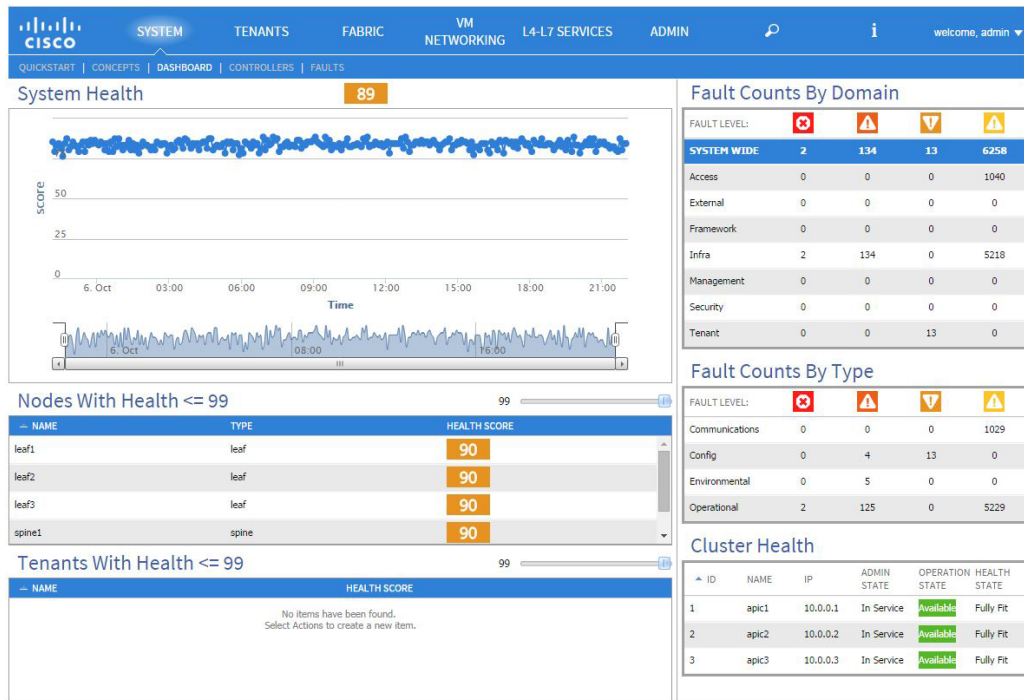 CISCO
SYSTEM TENANTS FABRIC VM NETWORKING L4-L7 SERVICES ADMIN i welcome, admin
QUICKSTART | CONCEPTS | DASHBOARD | CONTROLLERS | FAULTS
System Health 89
score
50
25
0
6. Oct 03:00 06:00 09:00 12:00 15:00 18:00 21:00
Time
6. Oct 08:00 16:00
Nodes With Health <= 99 99
NAME TYPE HEALTH SCORE
leaf1 leaf 90
leaf2 leaf 90
leaf3 leaf 90
spine1 spine 90
Tenants With Health <= 99 99
NAME HEALTH SCORE
No items have been found.
Select Actions to create a new item.
Fault Counts By Domain
FAULT LEVEL:
SYSTEM WIDE 2 134 13 6258
Access 0 0 0 1040
External 0 0 0 0
Framework 0 0 0 0
Infra 2 134 0 5218
Management 0 0 0 0
Security 0 0 0 0
Tenant 0 0 13 0
Fault Counts By Type
FAULT LEVEL:
Communications 0 0 0 1029
Config 0 4 13 0
Environmental 0 5 0 0
Operational 2 125 0 5229
Cluster Health
ID NAME IP ADMIN STATE OPERATION STATE HEALTH STATE
1 apic1 10.0.0.1 In Service Available Fully Fit
2 apic2 10.0.0.2 In Service Available Fully Fit
3 apic3 10.0.0.3 In Service Available Fully Fit